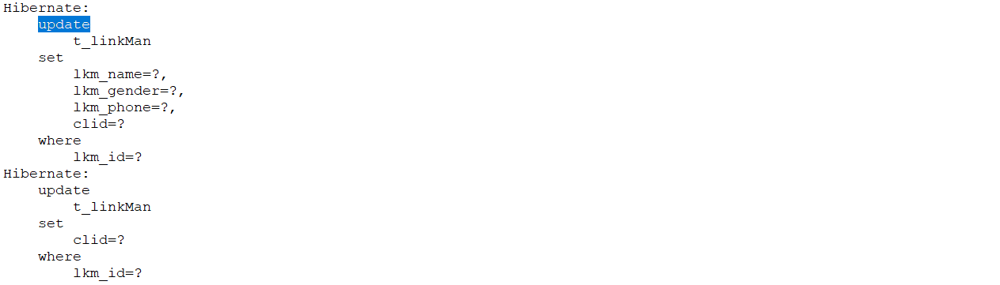 Hibernate:
update
t_linkMan
set
lkm_name=?,
lkm_gender=?,
lkm_phone=?,
clid=?
where
lkm_id=?
Hibernate:
update
t_linkMan
set
clid=?
where
lkm_id=?